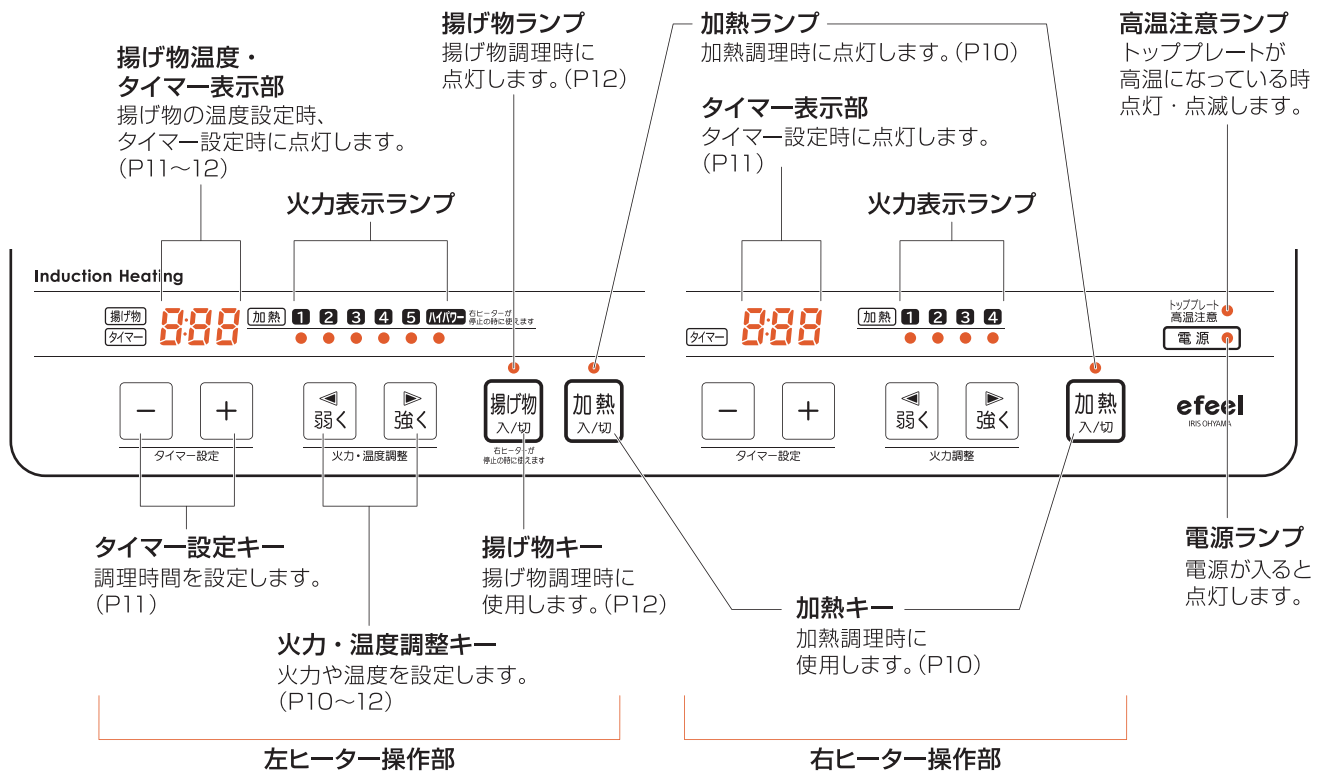 揚げ物温度・
タイマー表示部
揚げ物の温度設定時、
タイマー設定時に点灯します。
(P11〜12)
揚げ物ランプ
揚げ物調理時に
点灯します。(P12)
加熱ランプ
加熱調理時に点灯します。(P10)
タイマー表示部
タイマー設定時に点灯します。
(P11)
高温注意ランプ
トッププレートが
高温になっている時
点灯・点滅します。
火力表示ランプ
火力表示ランプ
Induction Heating
揚げ物
タイマー
8:88
加熱 1 2 3 4 5 ハイパワー
右ヒーターが
停止の時に使えます
タイマー
8:88
加熱 1 2 3 4
トッププレート
高温注意
電源
−
+
タイマー設定
弱く
強く
火力・温度調整
揚げ物
入/切
右ヒーターが
停止の時に使えます
加熱
入/切
−
+
タイマー設定
弱く
強く
火力調整
加熱
入/切
efeel
IRIS OHYAMA
タイマー設定キー
調理時間を設定します。
(P11)
火力・温度調整キー
火力や温度を設定します。
(P10〜12)
揚げ物キー
揚げ物調理時に
使用します。(P12)
加熱キー
加熱調理時に
使用します。(P10)
電源ランプ
電源が入ると
点灯します。
左ヒーター操作部
右ヒーター操作部